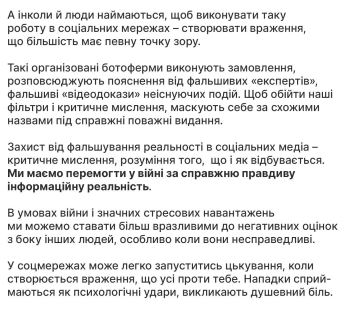 А інколи й люди наймаються, щоб виконувати таку
роботу в соціальних мережах – створювати враження,
що більшість має певну точку зору.
Такі організовані ботоферми виконують замовлення,
розповсюджують пояснення від фальшивих «експертів»,
фальшиві «відеодокази» неіснуючих подій. Щоб обійти наші
фільтри і критичне мислення, маскують себе за схожими
назвами під справжні поважні видання.
Захист від фальшування реальності в соціальних медіа –
критичне мислення, розуміння того,  що і як відбувається.
Ми маємо перемогти у війні за справжню правдиву
інформаційну реальність.
В умовах війни і значних стресових навантажень
ми можемо ставати більш вразливими до негативних оцінок
з боку інших людей, особливо коли вони несправедливі.
У соцмережах може легко запуститись цькування, коли
створюється враження, що усі проти тебе. Нападки сприй-
маються як психологічні удари, викликають душевний біль.